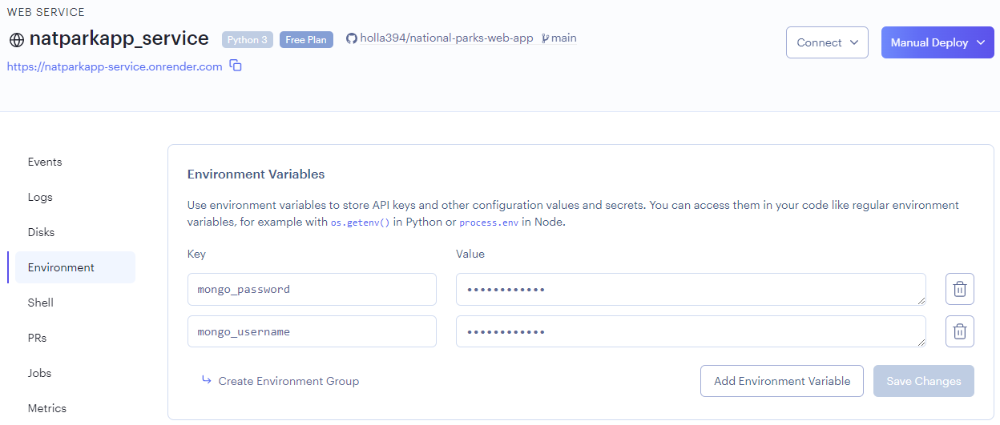 WEB SERVICE
natparkapp_service Python 3 Free Plan holla394/national-parks-web-app main
Connect Manual Deploy
https://natparkapp-service.onrender.com
Events
Logs
Disks
Environment
Shell
PRs
Jobs
Metrics
Environment Variables
Use environment variables to store API keys and other configuration values and secrets. You can access them in your code like regular environment
variables, for example with os.getenv() in Python or process.env in Node.
Key Value
mongo_password ••••••••••••
mongo_username ••••••••••••
Create Environment Group Add Environment Variable Save Changes